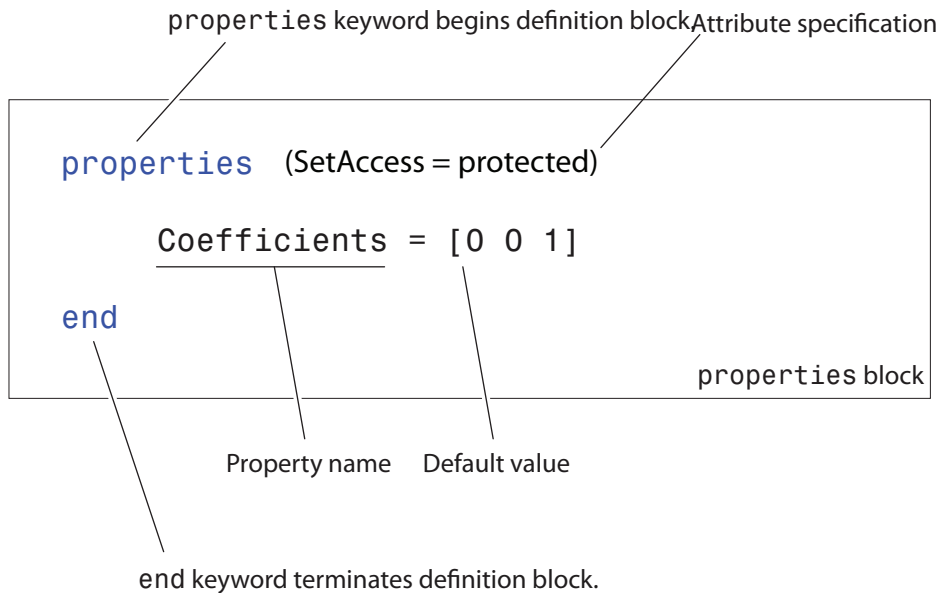 properties keyword begins definition block.
Attribute specification
properties (SetAccess = protected)
Coefficients = [0 0 1]
end
properties block
Property name
Default value
end keyword terminates definition block.